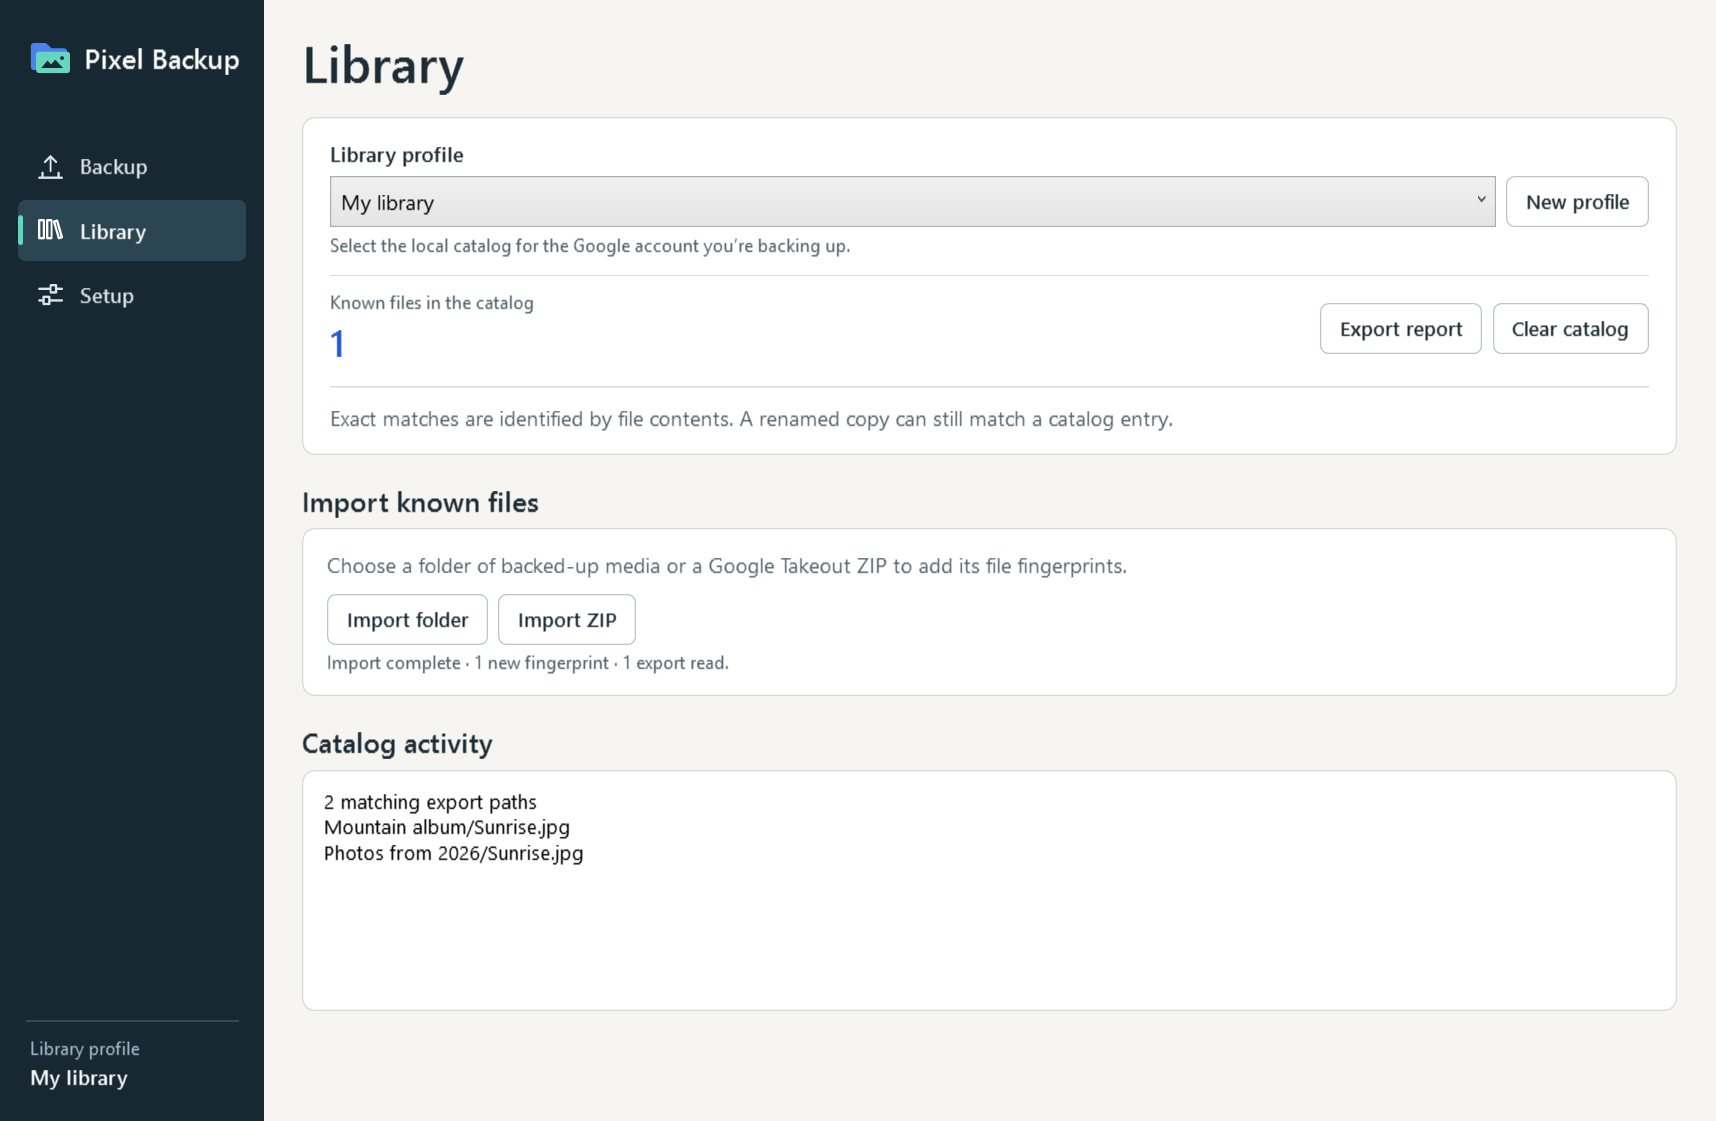 Pixel Backup
Backup
Library
Setup
Library profile
My library
Library
Library profile
My library
New profile
Select the local catalog for the Google account you’re backing up.
Known files in the catalog
1
Export report
Clear catalog
Exact matches are identified by file contents. A renamed copy can still match a catalog entry.
Import known files
Choose a folder of backed-up media or a Google Takeout ZIP to add its file fingerprints.
Import folder
Import ZIP
Import complete · 1 new fingerprint · 1 export read.
Catalog activity
2 matching export paths
Mountain album/Sunrise.jpg
Photos from 2026/Sunrise.jpg